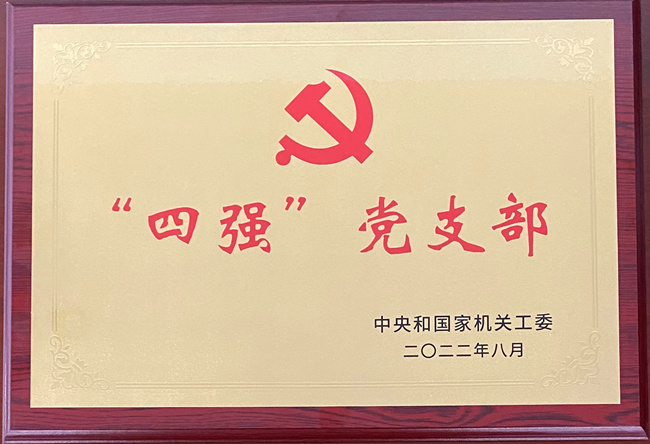 “四强” 党支部
中央和国家机关工委
二〇二二年八月